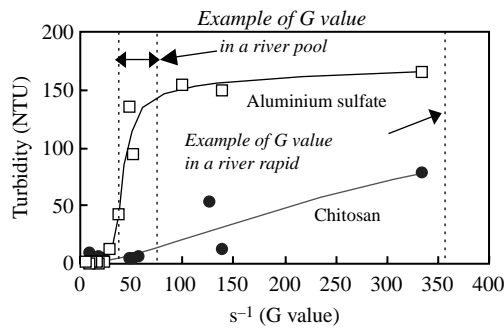 Example of G value
in a river pool
200
150
100
50
0
Turbidity (NTU)
Aluminium sulfate
Example of G value
in a river rapid
Chitosan
0 50 100 150 200 250 300 350 400
s–1 (G value)